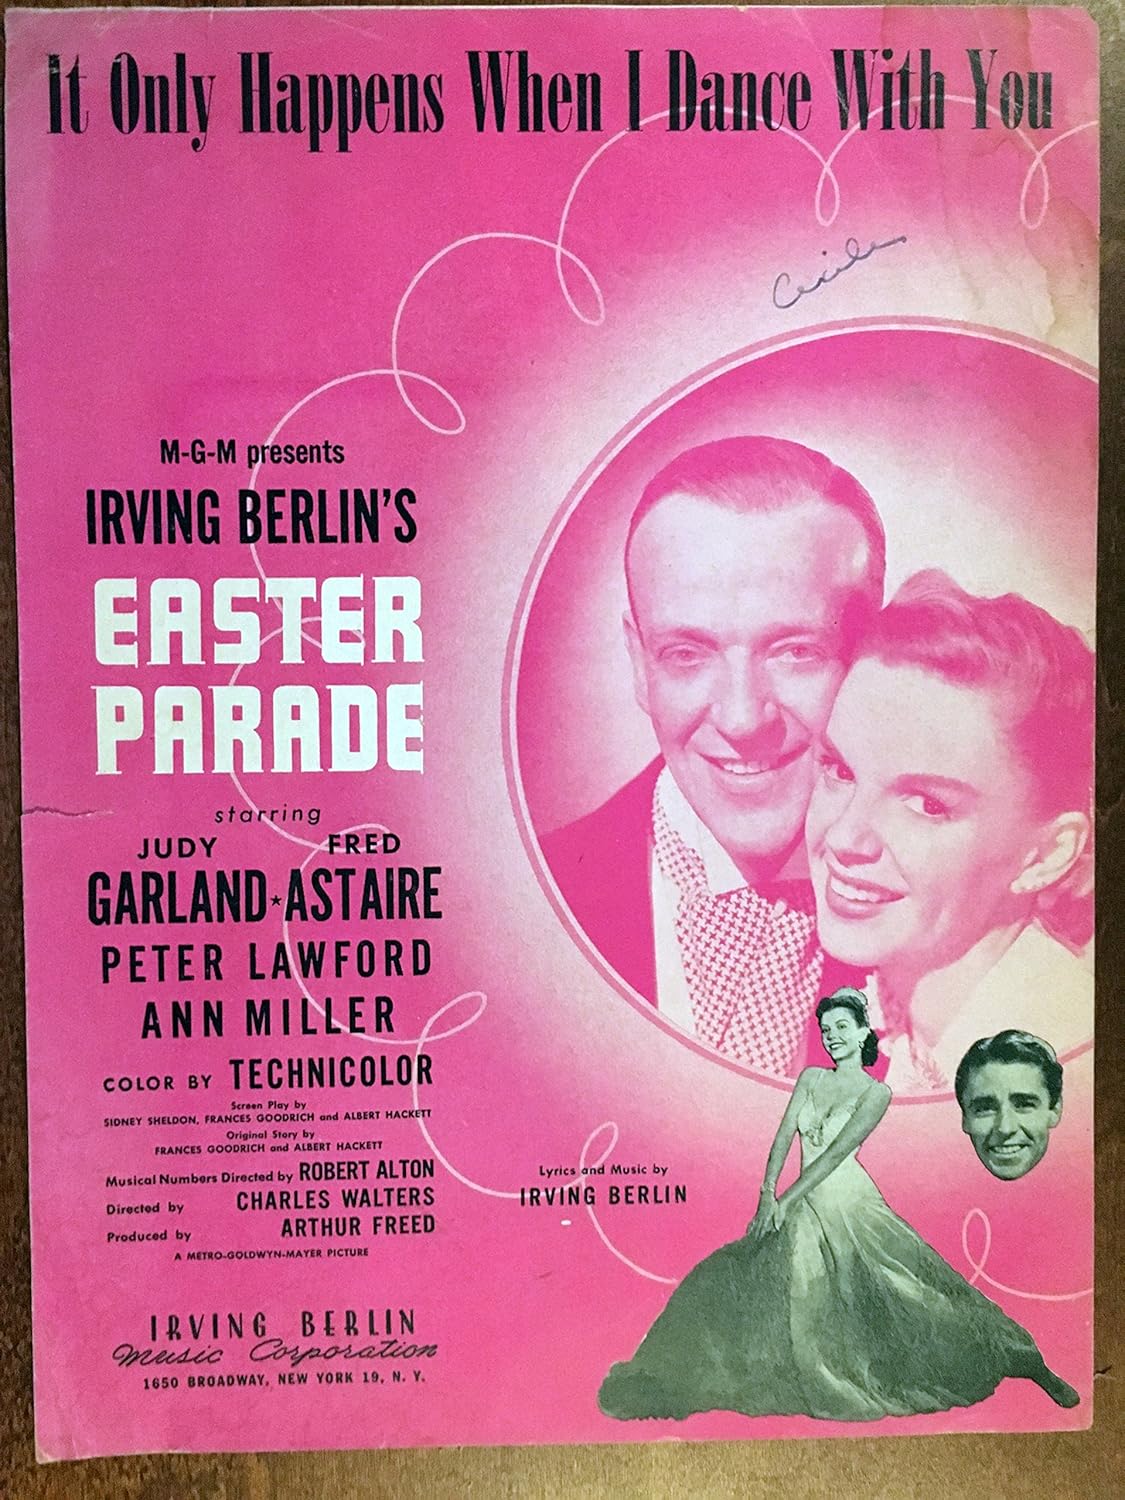 It Only Happens When I Dance With You
Cecile
M-G-M presents
IRVING BERLIN'S
EASTER
PARADE
starring
JUDY FRED
GARLAND★ASTAIRE
PETER LAWFORD
ANN MILLER
COLOR BY TECHNICOLOR
Screen Play by
SIDNEY SHELDON, FRANCES GOODRICH and ALBERT HACKETT
Original Story by
FRANCES GOODRICH and ALBERT HACKETT
Musical Numbers Directed by ROBERT ALTON
Directed by CHARLES WALTERS
Produced by ARTHUR FREED
A METRO-GOLDWYN-MAYER PICTURE
Lyrics and Music by
IRVING BERLIN
IRVING BERLIN
Music Corporation
1650 BROADWAY, NEW YORK 19, N. Y.